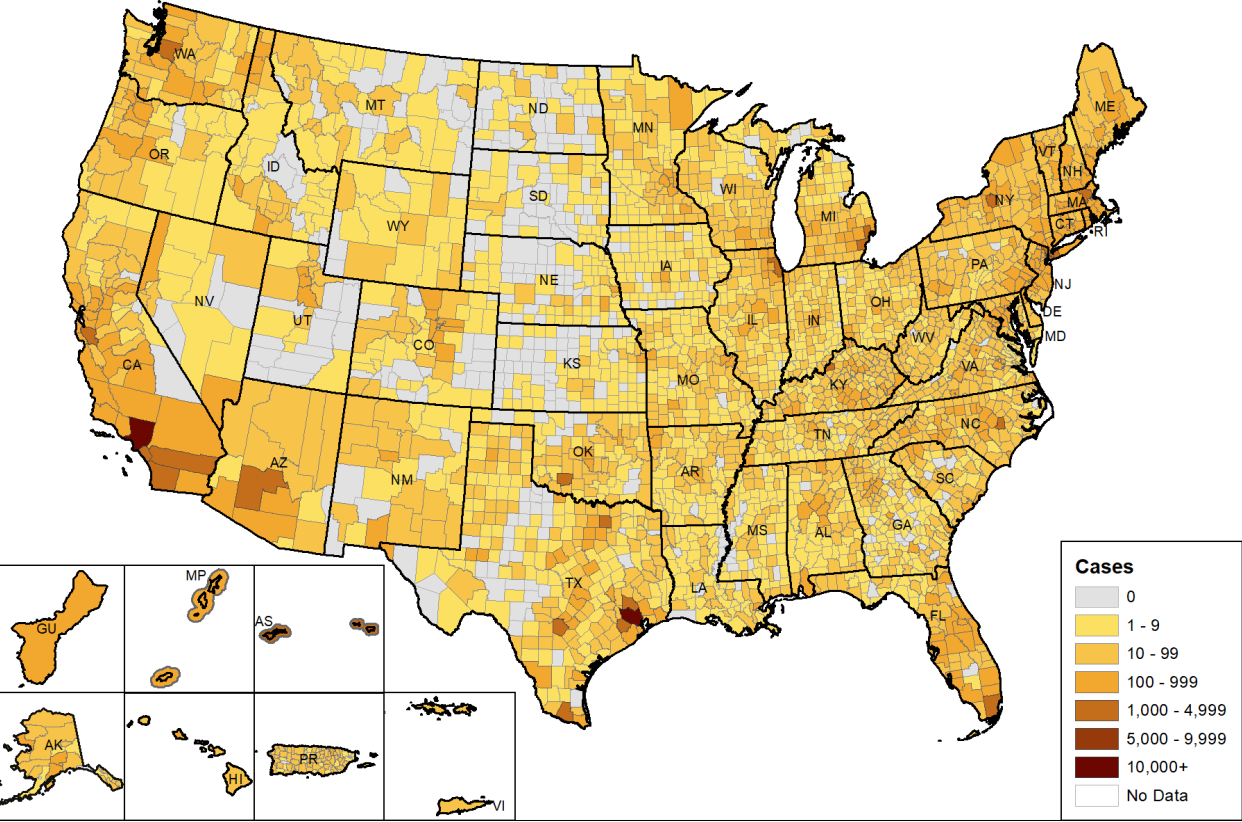 WA
MT
ND
MN
ME
OR
ID
SD
WI
VT
NH
NY
MA
MI
CT
RI
WY
IA
PA
NE
NJ
NV
UT
CO
IL
IN
OH
DE
MD
WV
CA
KS
MO
KY
VA
AZ
NM
OK
AR
TN
NC
SC
MS
AL
GA
TX
LA
FL
GU
MP
AS
AK
HI
PR
VI
Cases
0
1 - 9
10 - 99
100 - 999
1,000 - 4,999
5,000 - 9,999
10,000+
No Data